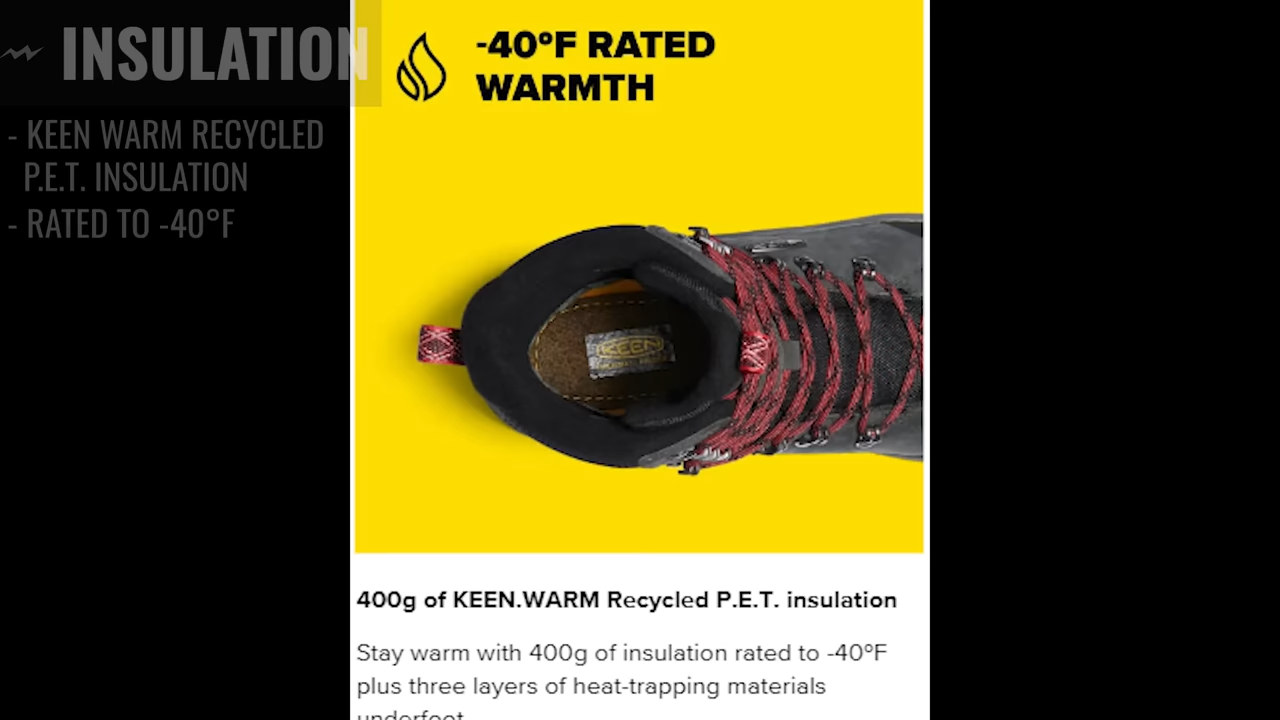 INSULATION
- KEEN WARM RECYCLED
P.E.T. INSULATION
- RATED TO -40°F
-40°F RATED
WARMTH
KEEN
400g of KEEN.WARM Recycled P.E.T. insulation
Stay warm with 400g of insulation rated to -40°F
plus three layers of heat-trapping materials
underfoot